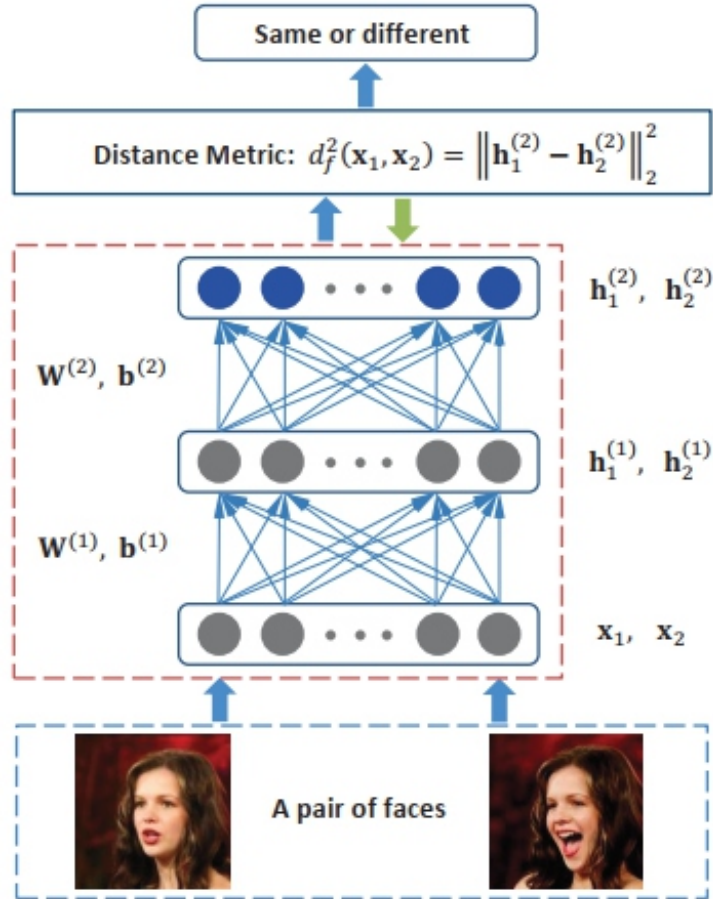 Same or different
Distance Metric: d_f^2(x_1, x_2) = ‖h_1^{(2)} − h_2^{(2)}‖_2^2
h_1^{(2)}, h_2^{(2)}
W^{(2)}, b^{(2)}
h_1^{(1)}, h_2^{(1)}
W^{(1)}, b^{(1)}
x_1, x_2
A pair of faces